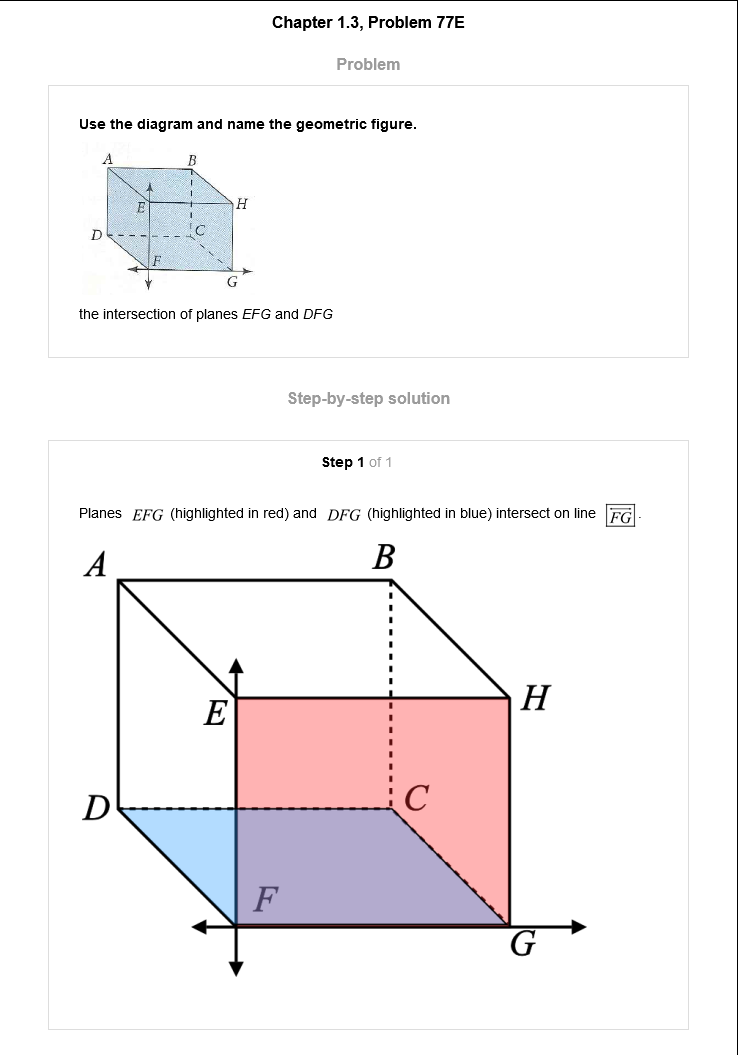 Chapter 1.3, Problem 77E
Problem
Use the diagram and name the geometric figure.
A B
E H
D C
F
G
the intersection of planes EFG and DFG
Step-by-step solution
Step 1 of 1
Planes EFG (highlighted in red) and DFG (highlighted in blue) intersect on line FG.
A B
E H
D C
F
G